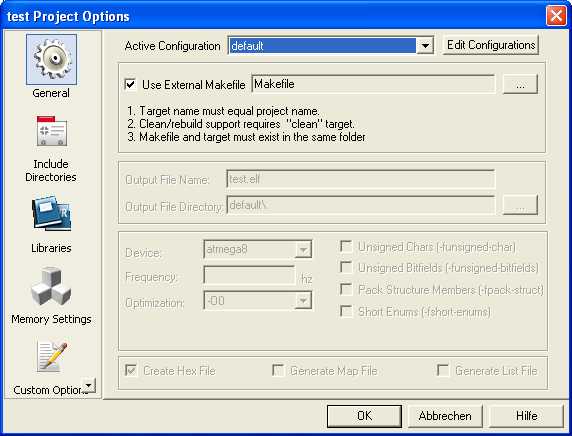 test Project Options
General
Include
Directories
Libraries
Memory Settings
Custom Options
Active Configuration default Edit Configurations
Use External Makefile Makefile ...
1. Target name must equal project name.
2. Clean/rebuild support requires "clean" target.
3. Makefile and target must exist in the same folder
Output File Name: test.elf
Output File Directory: default\ ...
Device: atmega8
Frequency: hz
Optimization: -O0
Unsigned Chars (-funsigned-char)
Unsigned Bitfields (-funsigned-bitfields)
Pack Structure Members (-fpack-struct)
Short Enums (-fshort-enums)
Create Hex File Generate Map File Generate List File
OK Abbrechen Hilfe